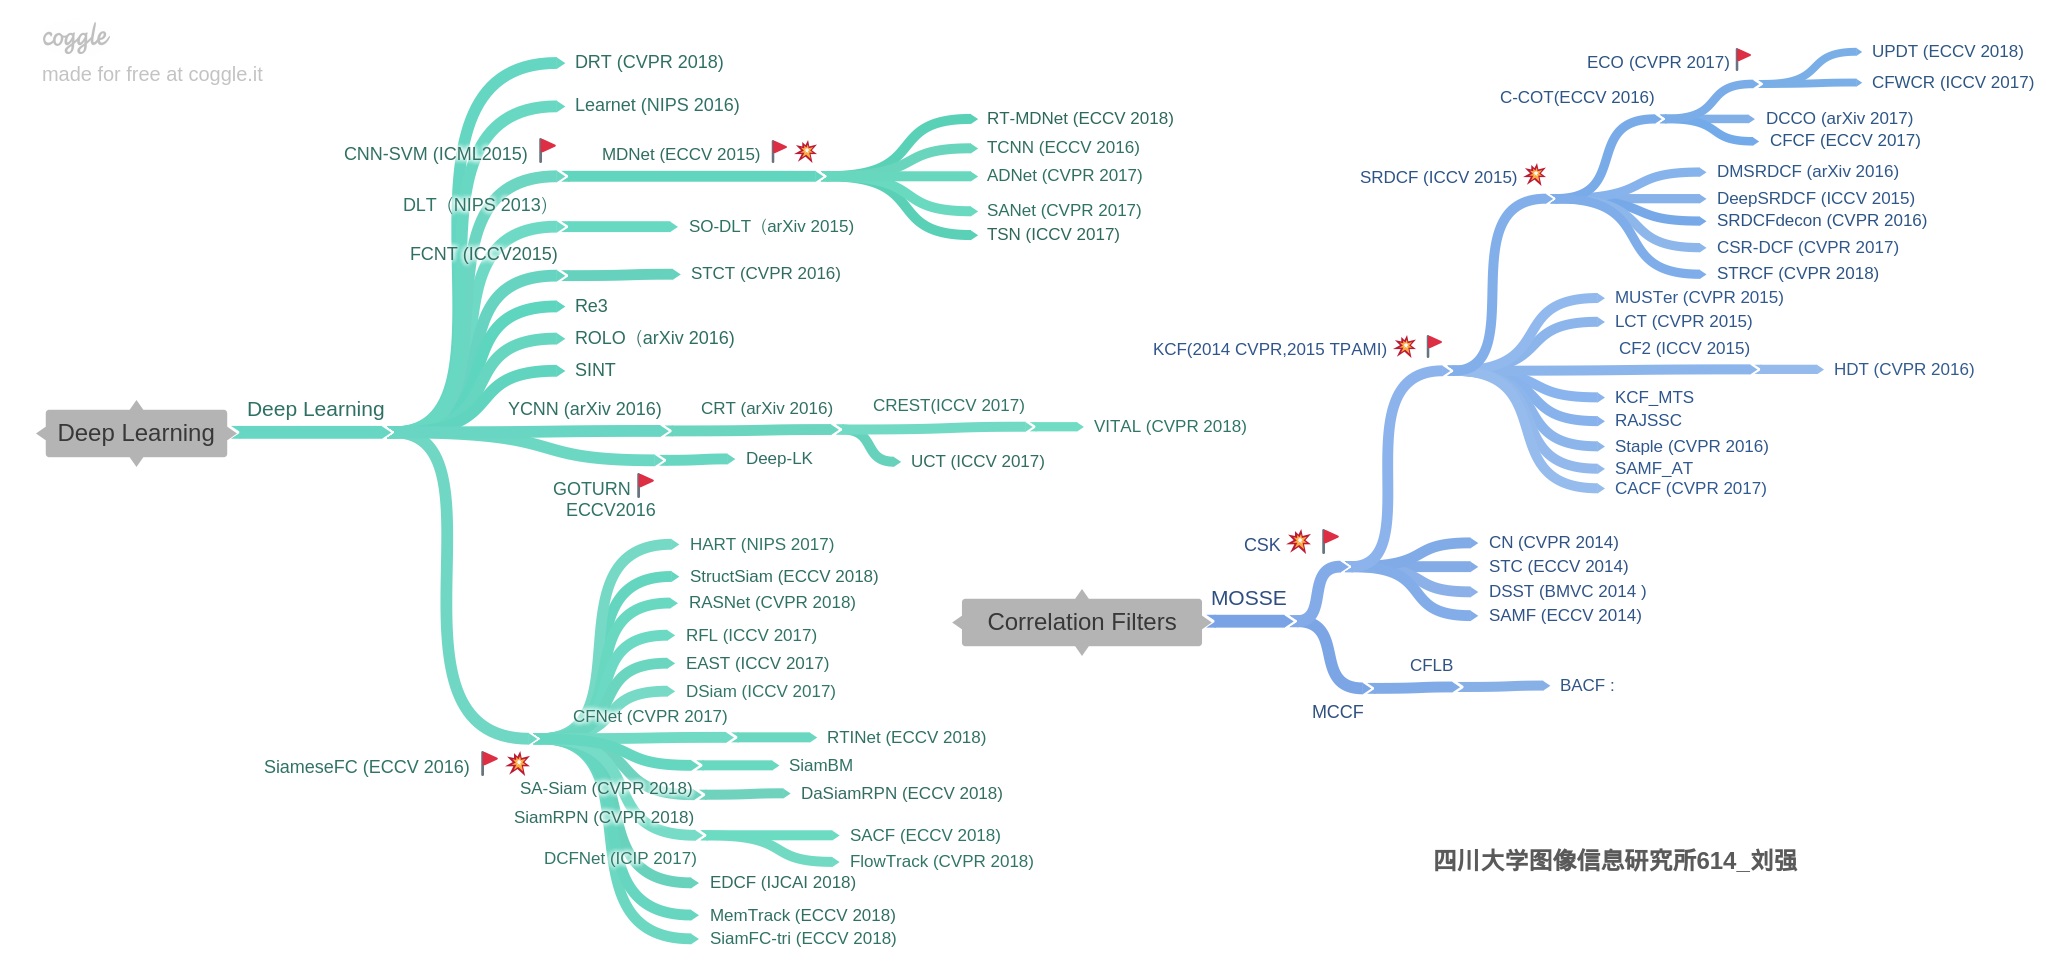 coggle
made for free at coggle.it
Deep Learning
Deep Learning
DRT (CVPR 2018)
Learnet (NIPS 2016)
CNN-SVM (ICML2015)
MDNet (ECCV 2015)
RT-MDNet (ECCV 2018)
TCNN (ECCV 2016)
ADNet (CVPR 2017)
SANet (CVPR 2017)
TSN (ICCV 2017)
DLT（NIPS 2013）
SO-DLT（arXiv 2015)
FCNT (ICCV2015)
STCT (CVPR 2016)
Re3
ROLO（arXiv 2016)
SINT
YCNN (arXiv 2016)
CRT (arXiv 2016)
CREST(ICCV 2017)
VITAL (CVPR 2018)
UCT (ICCV 2017)
Deep-LK
GOTURN
ECCV2016
HART (NIPS 2017)
StructSiam (ECCV 2018)
RASNet (CVPR 2018)
RFL (ICCV 2017)
EAST (ICCV 2017)
DSiam (ICCV 2017)
CFNet (CVPR 2017)
RTINet (ECCV 2018)
SiameseFC (ECCV 2016)
SiamBM
SA-Siam (CVPR 2018)
DaSiamRPN (ECCV 2018)
SiamRPN (CVPR 2018)
SACF (ECCV 2018)
FlowTrack (CVPR 2018)
DCFNet (ICIP 2017)
EDCF (IJCAI 2018)
MemTrack (ECCV 2018)
SiamFC-tri (ECCV 2018)
Correlation Filters
MOSSE
CSK
KCF(2014 CVPR,2015 TPAMI)
SRDCF (ICCV 2015)
C-COT(ECCV 2016)
ECO (CVPR 2017)
UPDT (ECCV 2018)
CFWCR (ICCV 2017)
DCCO (arXiv 2017)
CFCF (ECCV 2017)
DMSRDCF (arXiv 2016)
DeepSRDCF (ICCV 2015)
SRDCFdecon (CVPR 2016)
CSR-DCF (CVPR 2017)
STRCF (CVPR 2018)
MUSTer (CVPR 2015)
LCT (CVPR 2015)
CF2 (ICCV 2015)
HDT (CVPR 2016)
KCF_MTS
RAJSSC
Staple (CVPR 2016)
SAMF_AT
CACF (CVPR 2017)
CN (CVPR 2014)
STC (ECCV 2014)
DSST (BMVC 2014 )
SAMF (ECCV 2014)
MCCF
CFLB
BACF :
四川大学图像信息研究所614_刘强